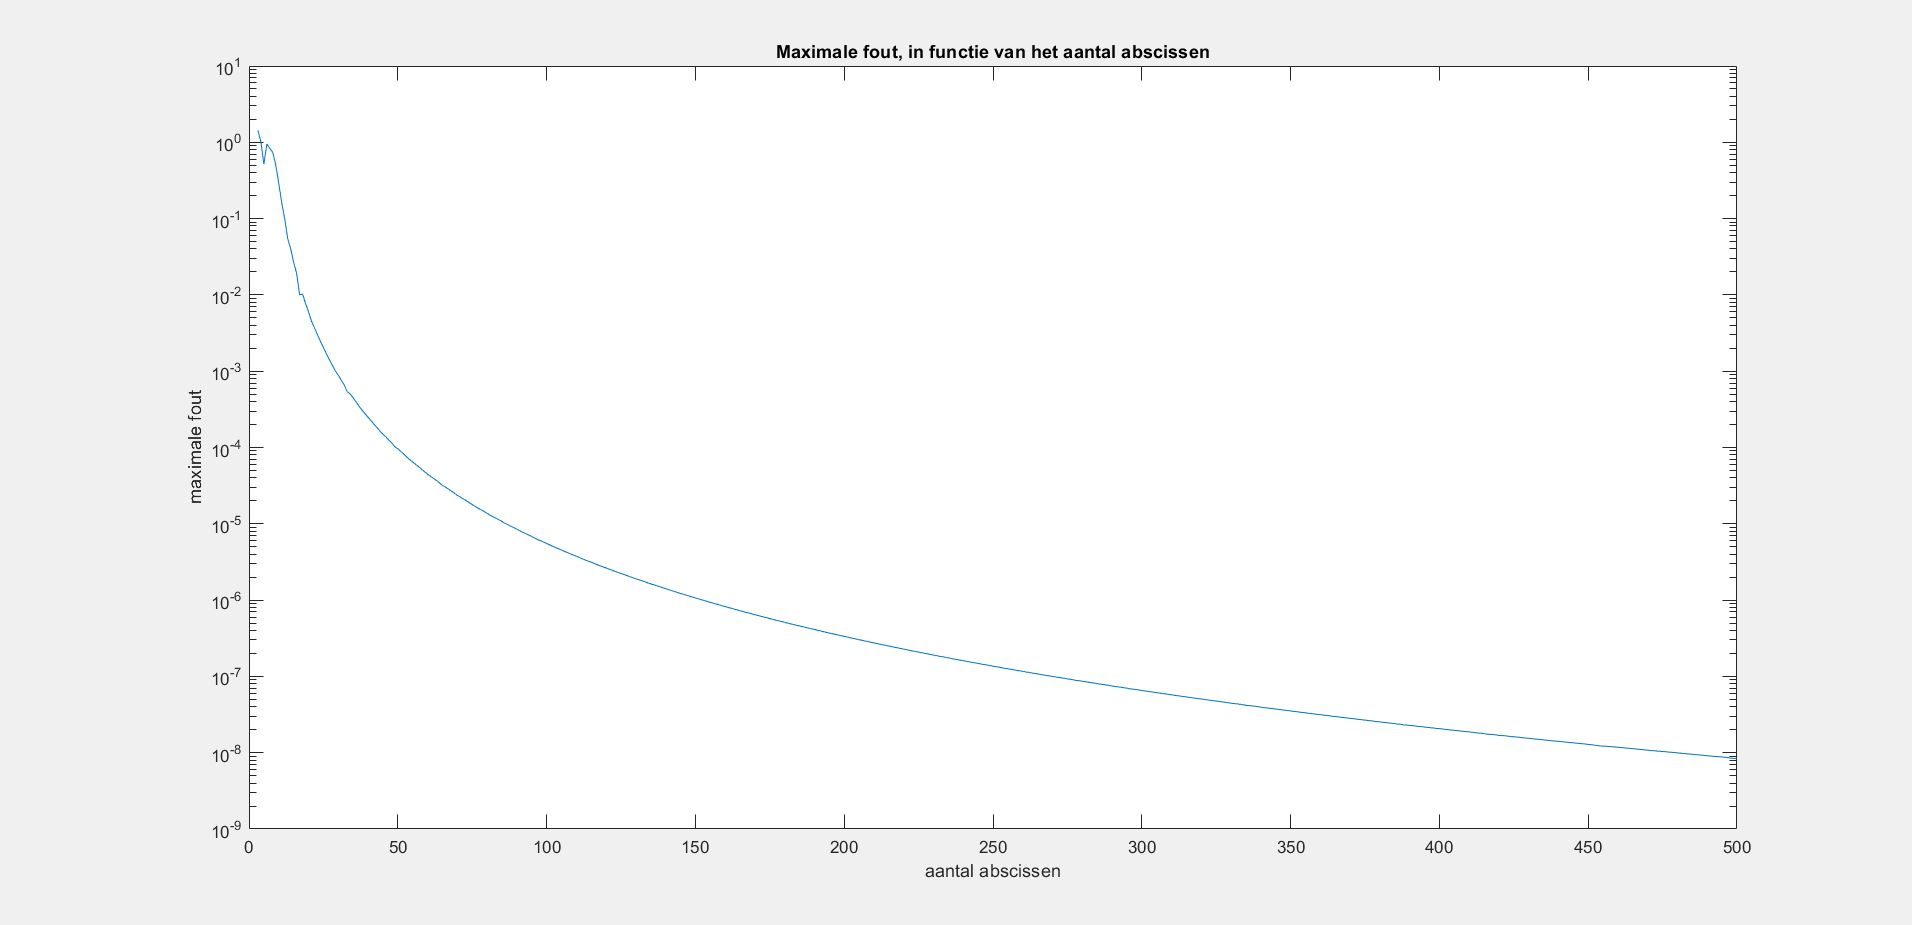 Maximale fout, in functie van het aantal abscissen
10^1
10^0
10^-1
10^-2
10^-3
10^-4
10^-5
10^-6
10^-7
10^-8
10^-9
maximale fout
0 50 100 150 200 250 300 350 400 450 500
aantal abscissen